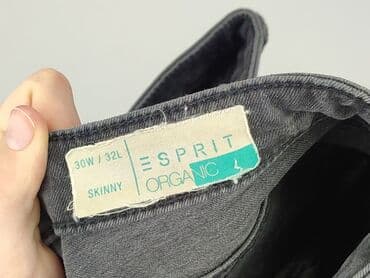 30W / 32L
SKINNY
ESPRIT
ORGANIC